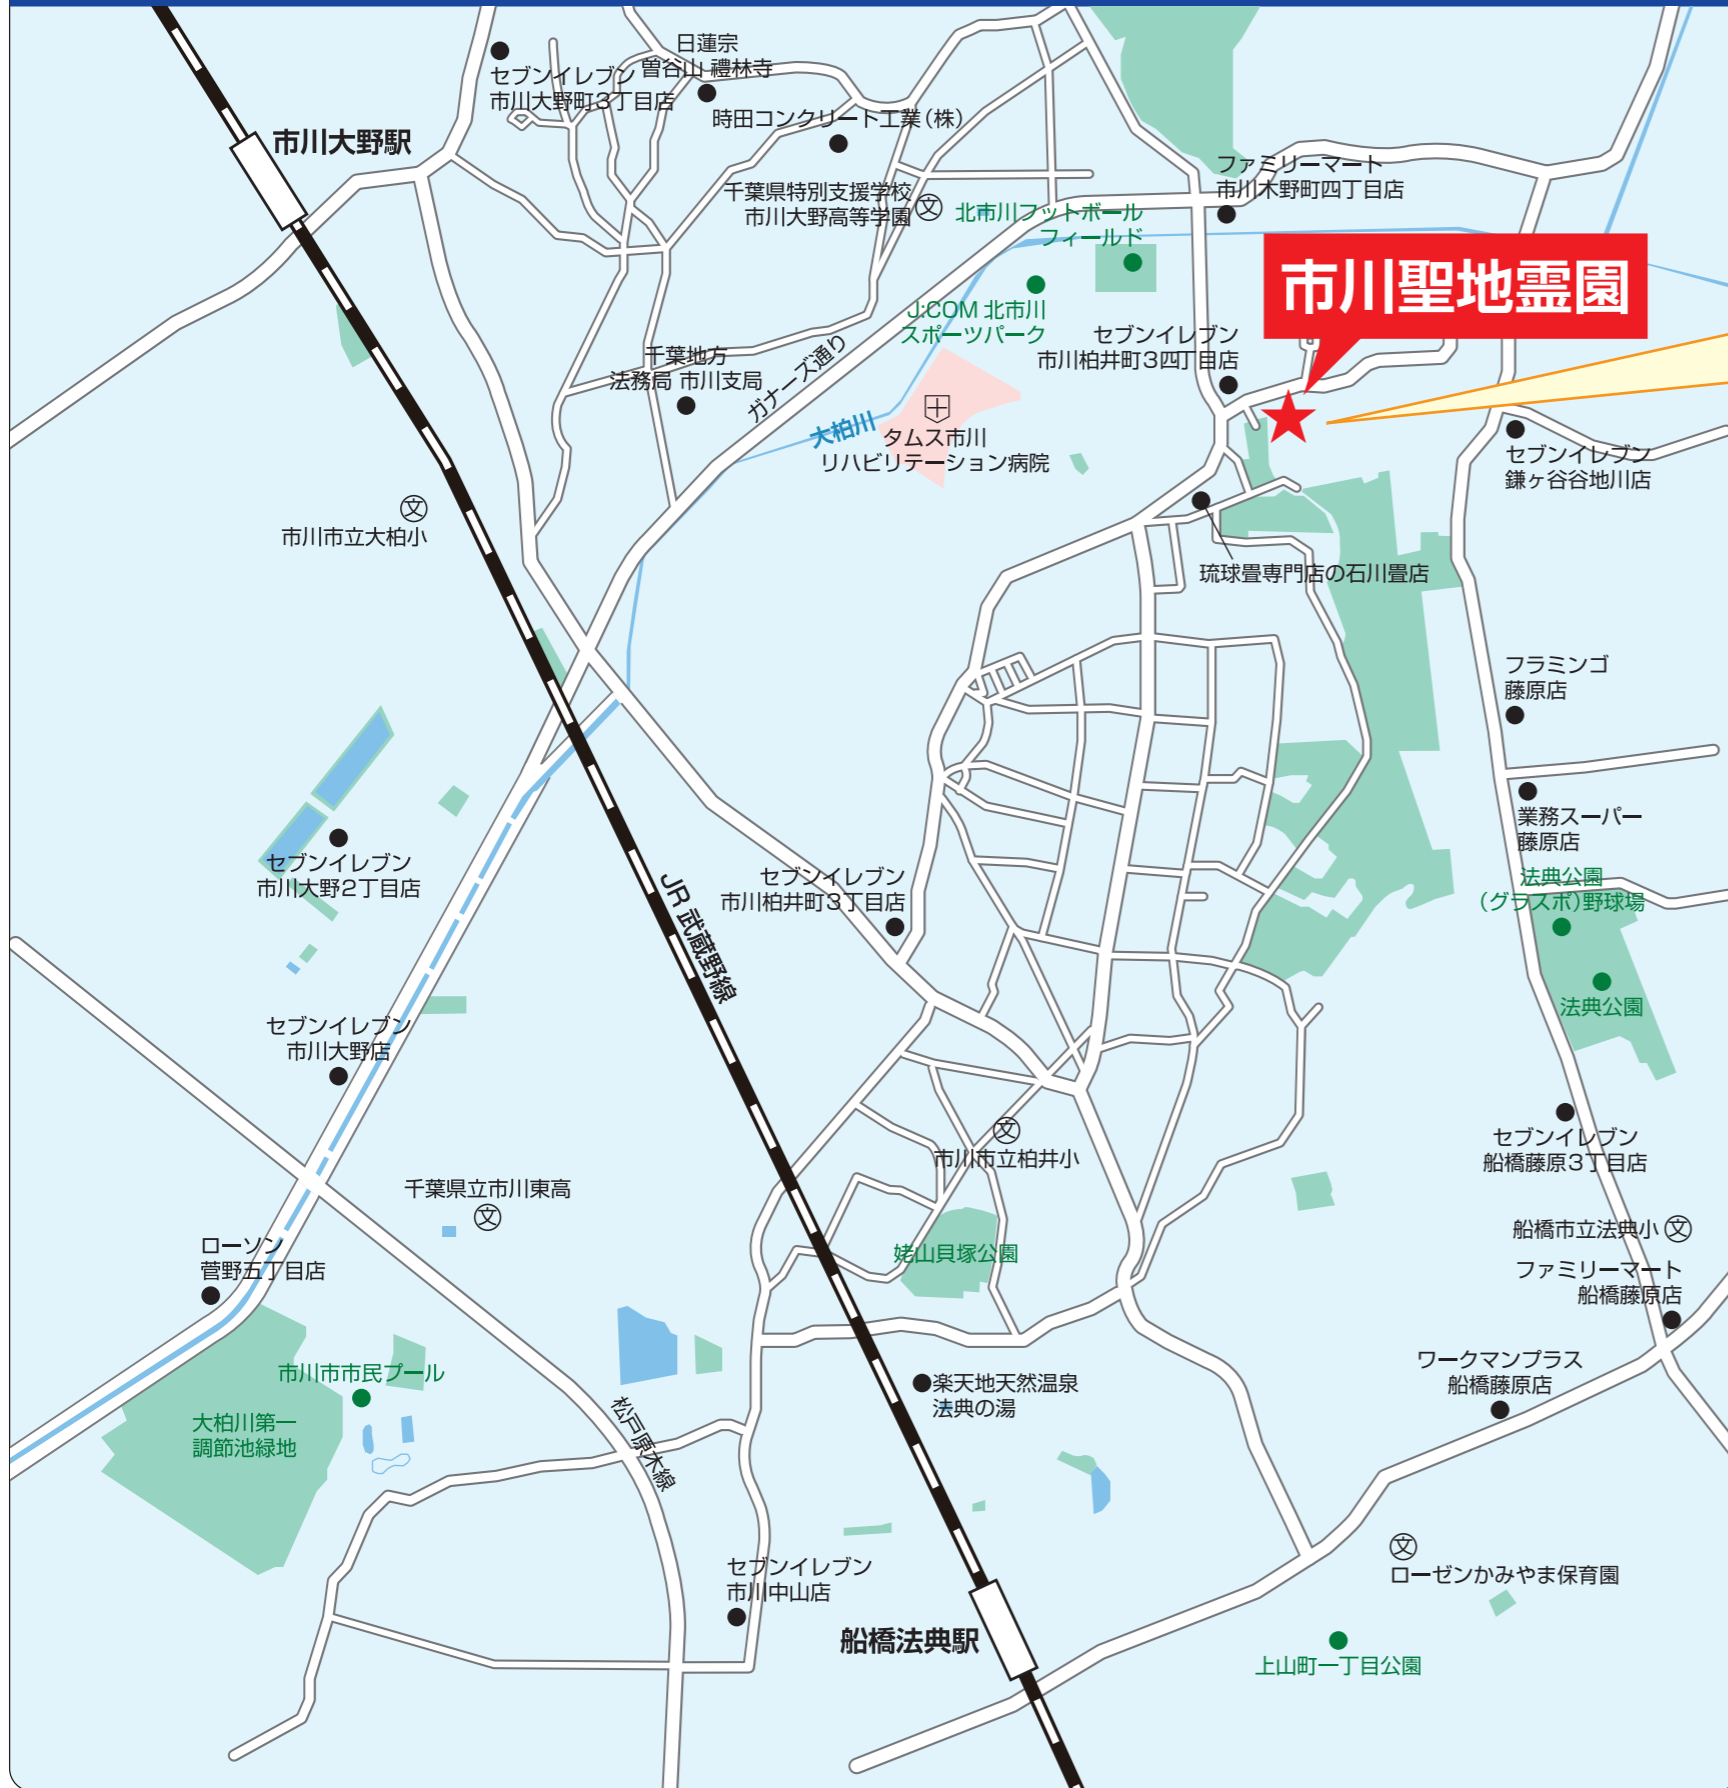 セブンイレブン
市川大野町3丁目店
日蓮宗
曽谷山 禮林寺
時田コンクリート工業(株)
市川大野駅
千葉県特別支援学校
市川大野高等学園
文
ファミリーマート
市川木野町四丁目店
北市川フットボール
フィールド
市川聖地霊園
J:COM 北市川
スポーツパーク
セブンイレブン
市川柏井町3四丁目店
千葉地方
法務局 市川支局
ガナーズ通り
大柏川
タムス市川
リハビリテーション病院
セブンイレブン
鎌ヶ谷谷地川店
文
市川市立大柏小
琉球畳専門店の石川畳店
フラミンゴ
藤原店
業務スーパー
藤原店
セブンイレブン
市川大野2丁目店
JR 武蔵野線
セブンイレブン
市川柏井町3丁目店
法典公園
(グラスポ)野球場
法典公園
セブンイレブン
市川大野店
文
市川市立柏井小
セブンイレブン
船橋藤原3丁目店
千葉県立市川東高
文
船橋市立法典小 文
ローソン
菅野五丁目店
姥山貝塚公園
ファミリーマート
船橋藤原店
市川市市民プール
大柏川第一
調節池緑地
松戸原木線
楽天地天然温泉
法典の湯
ワークマンプラス
船橋藤原店
セブンイレブン
市川中山店
文
ローゼンかみやま保育園
船橋法典駅
上山町一丁目公園